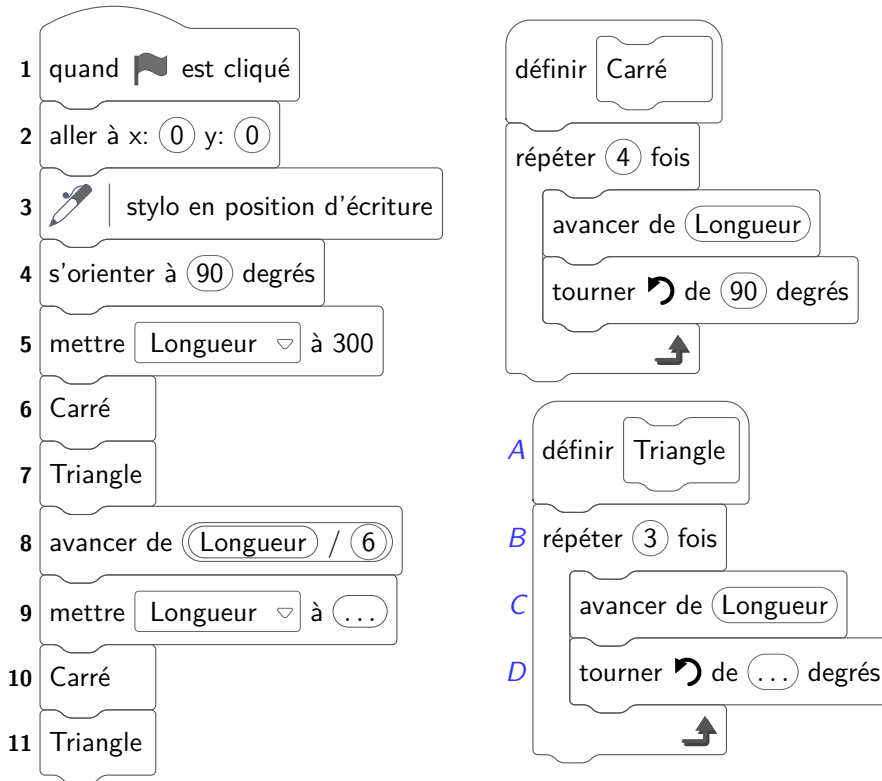 1 quand est cliqué
2 aller à x: 0 y: 0
3 stylo en position d'écriture
4 s'orienter à 90 degrés
5 mettre Longueur à 300
6 Carré
7 Triangle
8 avancer de Longueur / 6
9 mettre Longueur à ...
10 Carré
11 Triangle
définir Carré
répéter 4 fois
avancer de Longueur
tourner de 90 degrés
A définir Triangle
B répéter 3 fois
C avancer de Longueur
D tourner de ... degrés